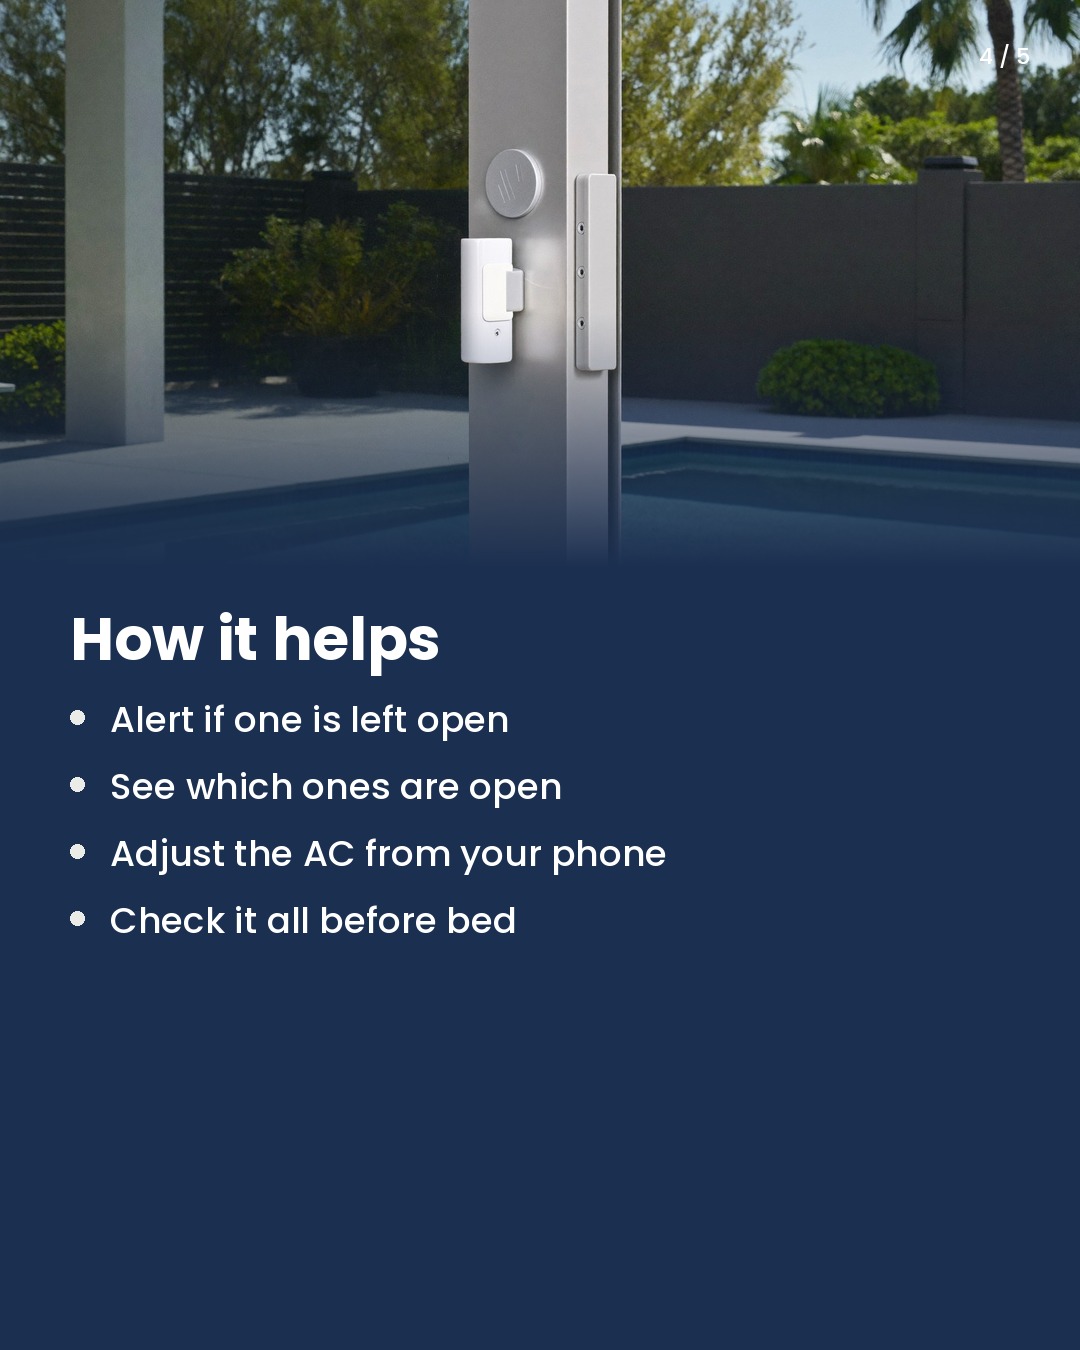 4 / 5
How it helps
Alert if one is left open
See which ones are open
Adjust the AC from your phone
Check it all before bed